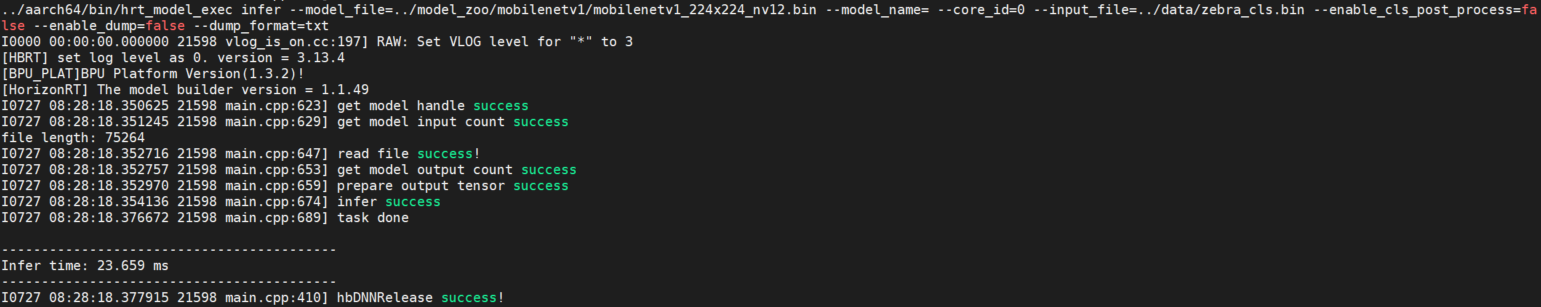 ../aarch64/bin/hrt_model_exec infer --model_file=../model_zoo/mobilenetv1/mobilenetv1_224x224_nv12.bin --model_name= --core_id=0 --input_file=../data/zebra_cls.bin --enable_cls_post_process=fa
lse --enable_dump=false --dump_format=txt
I0000 00:00:00.000000 21598 vlog_is_on.cc:197] RAW: Set VLOG level for "*" to 3
[HBRT] set log level as 0. version = 3.13.4
[BPU_PLAT]BPU Platform Version(1.3.2)!
[HorizonRT] The model builder version = 1.1.49
I0727 08:28:18.350625 21598 main.cpp:623] get model handle success
I0727 08:28:18.351245 21598 main.cpp:629] get model input count success
file length: 75264
I0727 08:28:18.352716 21598 main.cpp:647] read file success!
I0727 08:28:18.352757 21598 main.cpp:653] get model output count success
I0727 08:28:18.352970 21598 main.cpp:659] prepare output tensor success
I0727 08:28:18.354136 21598 main.cpp:674] infer success
I0727 08:28:18.376672 21598 main.cpp:689] task done
------------------------------------------
Infer time: 23.659 ms
------------------------------------------
I0727 08:28:18.377915 21598 main.cpp:410] hbDNNRelease success!